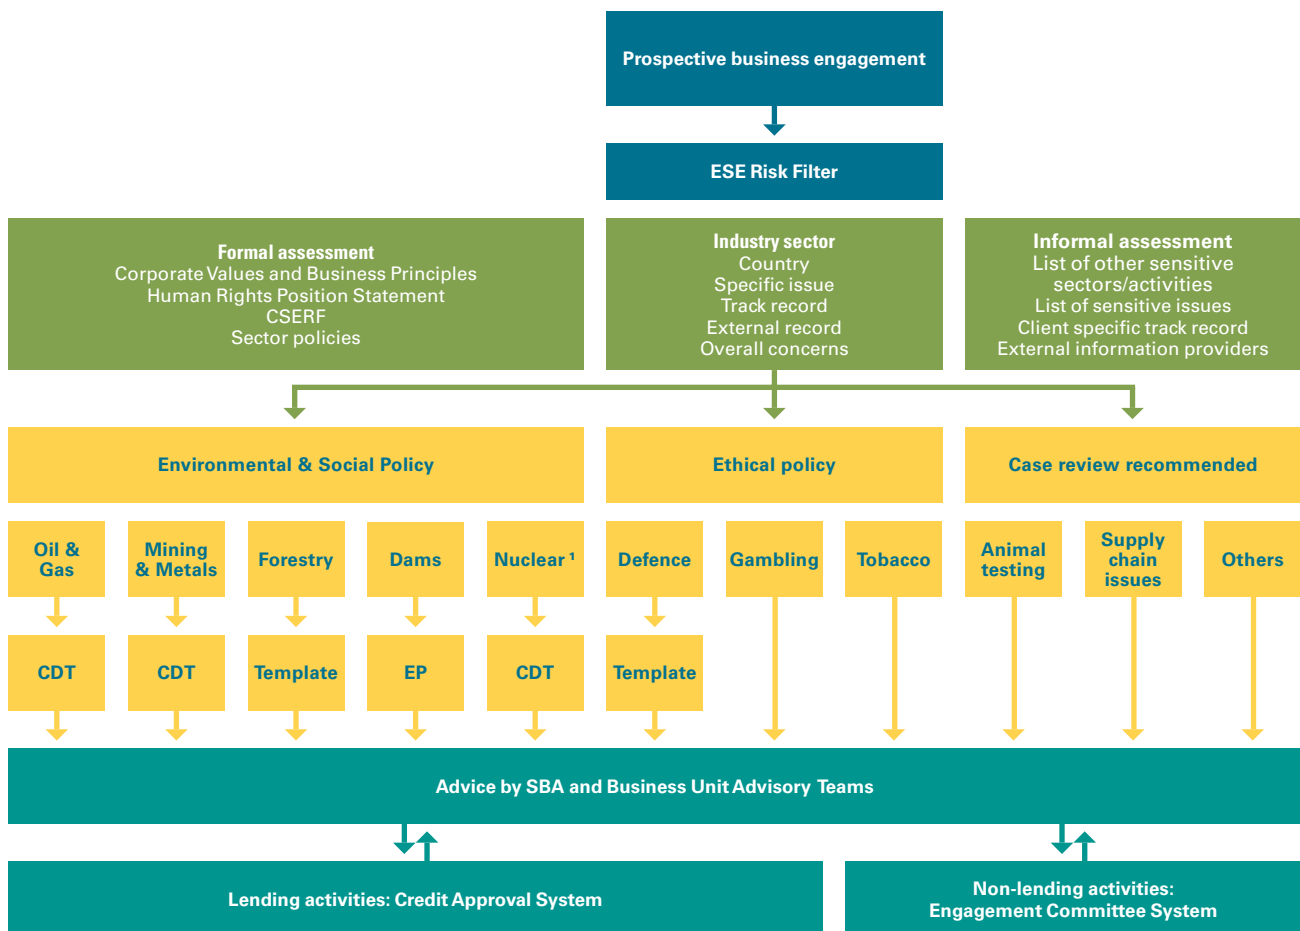 Prospective business engagement
ESE Risk Filter
Formal assessment
Corporate Values and Business Principles
Human Rights Position Statement
CSERF
Sector policies
Industry sector
Country
Specific issue
Track record
External record
Overall concerns
Informal assessment
List of other sensitive
sectors/activities
List of sensitive issues
Client specific track record
External information providers
Environmental & Social Policy
Ethical policy
Case review recommended
Oil &
Gas
Mining
& Metals
Forestry
Dams
Nuclear ¹
Defence
Gambling
Tobacco
Animal
testing
Supply
chain
issues
Others
CDT
CDT
Template
EP
CDT
Template
Advice by SBA and Business Unit Advisory Teams
Lending activities: Credit Approval System
Non-lending activities:
Engagement Committee System